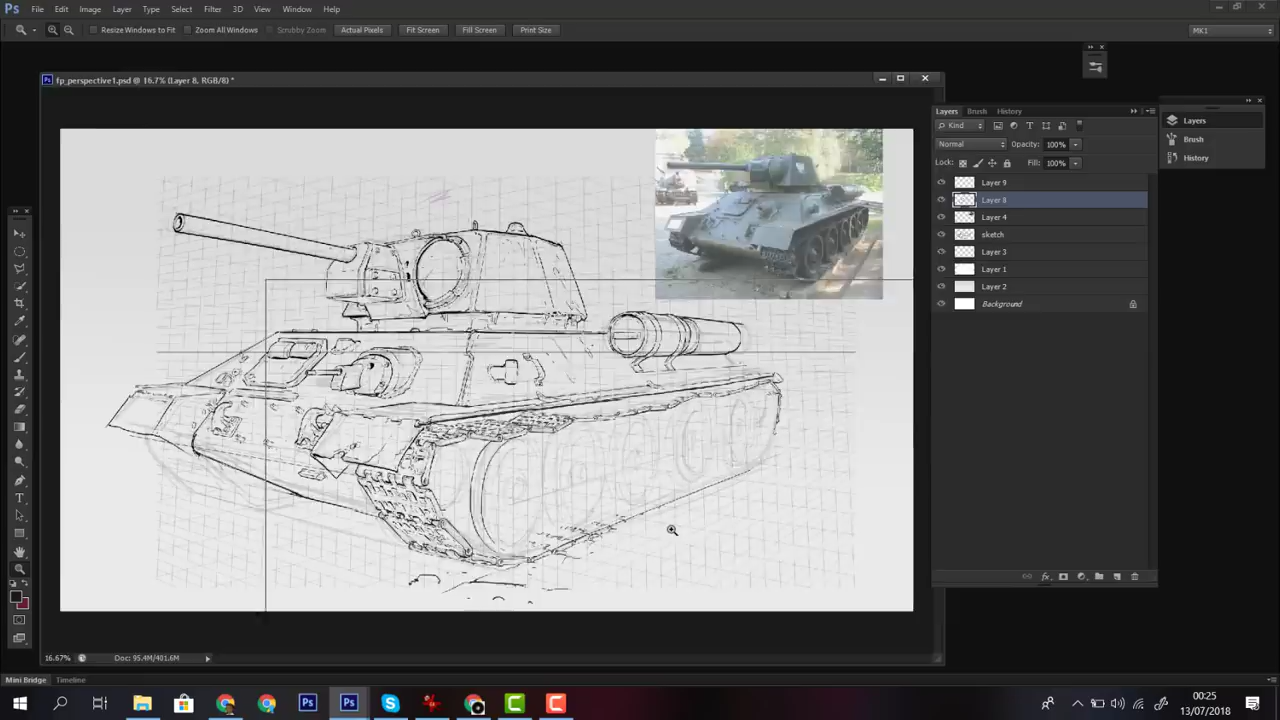 Ps File Edit Image Layer Type Select Filter 3D View Window Help
Resize Windows to Fit Zoom All Windows Scrubby Zoom Actual Pixels Fit Screen Fill Screen Print Size MK1
Ps fp_perspective1.psd @ 16.7% (Layer 8, RGB/8) *
Layers Brush History
Kind
Normal Opacity: 100%
Lock: Fill: 100%
Layer 9
Layer 8
Layer 4
sketch
Layer 3
Layer 1
Layer 2
Background
Layers
Brush
History
fx
16.67% Doc: 95.4M/401.6M
Mini Bridge Timeline
Ps Ps
00:25
13/07/2018